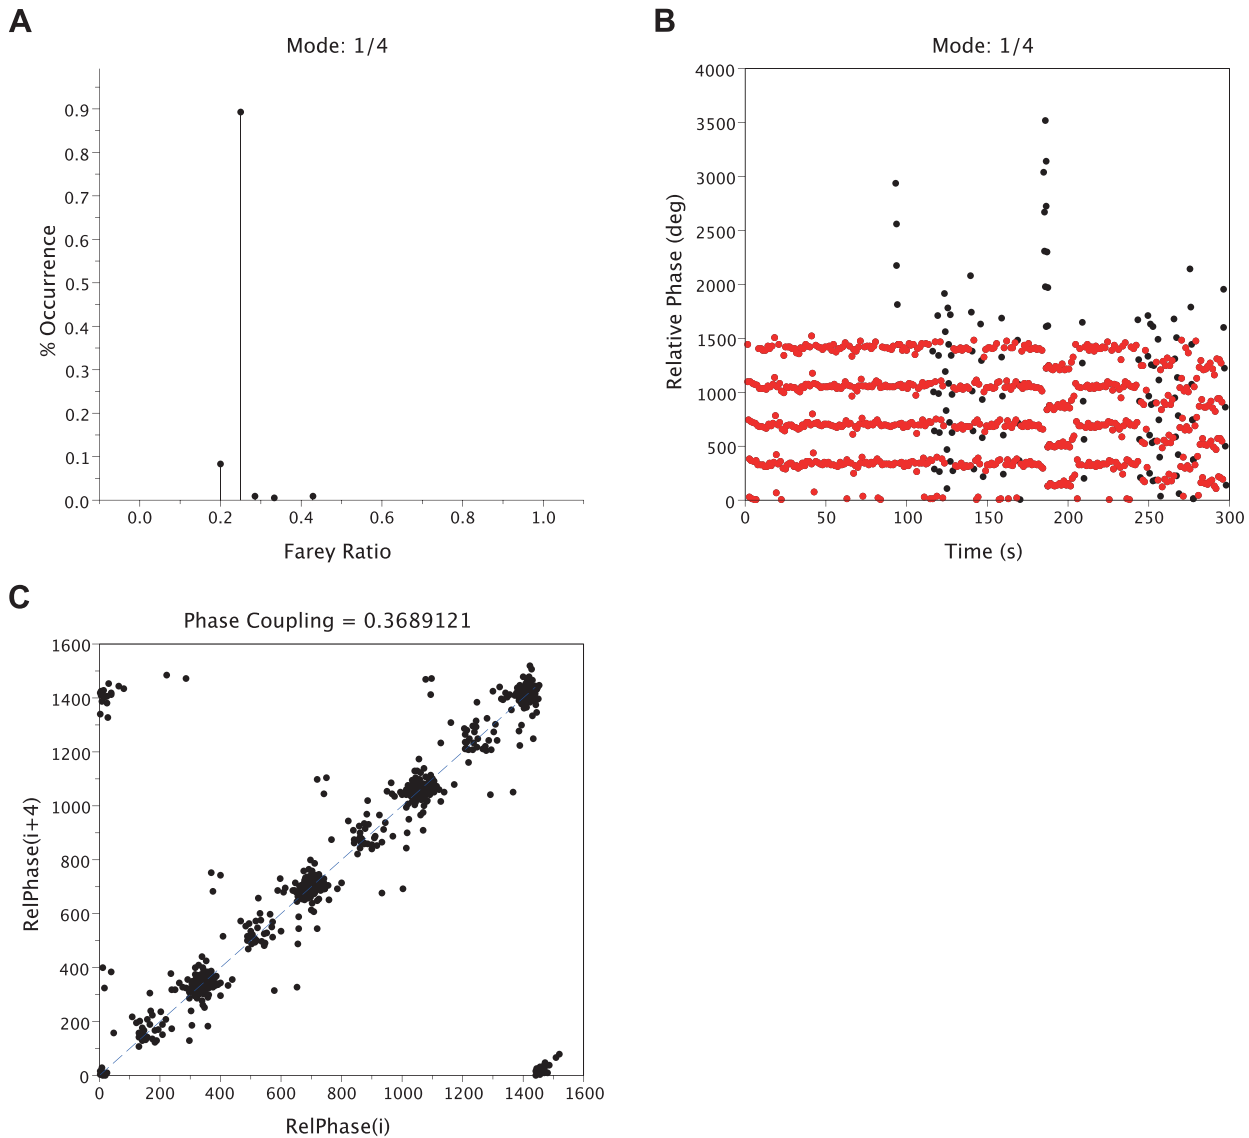 A
Mode: 1/4
% Occurrence
0.9
0.8
0.7
0.6
0.5
0.4
0.3
0.2
0.1
0.0
0.0 0.2 0.4 0.6 0.8 1.0
Farey Ratio
B
Mode: 1/4
Relative Phase (deg)
4000
3500
3000
2500
2000
1500
1000
500
0
0 50 100 150 200 250 300
Time (s)
C
Phase Coupling = 0.3689121
RelPhase(i+4)
1600
1400
1200
1000
800
600
400
200
0
0 200 400 600 800 1000 1200 1400 1600
RelPhase(i)